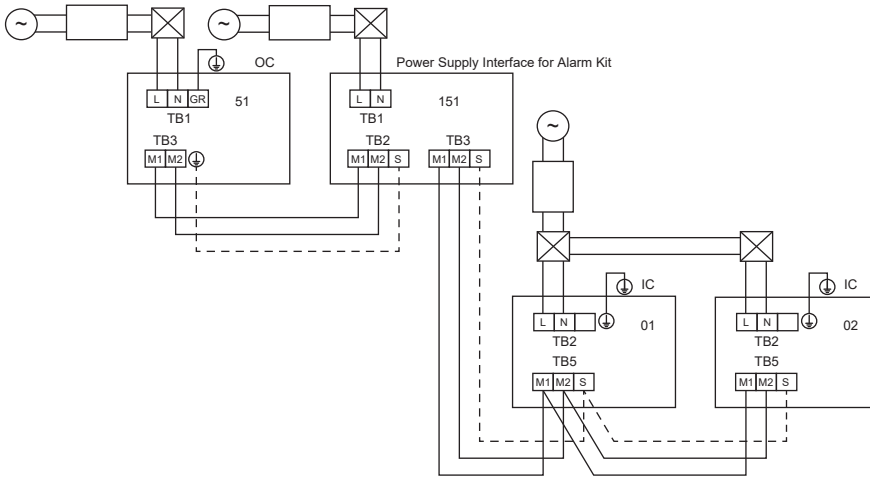 ~ ~
OC Power Supply Interface for Alarm Kit
L N GR 51 L N 151
TB1 TB1
TB3 TB2 TB3
M1 M2 M1 M2 S M1 M2 S
~
IC IC
L N 01 L N 02
TB2 TB2
TB5 TB5
M1 M2 S M1 M2 S